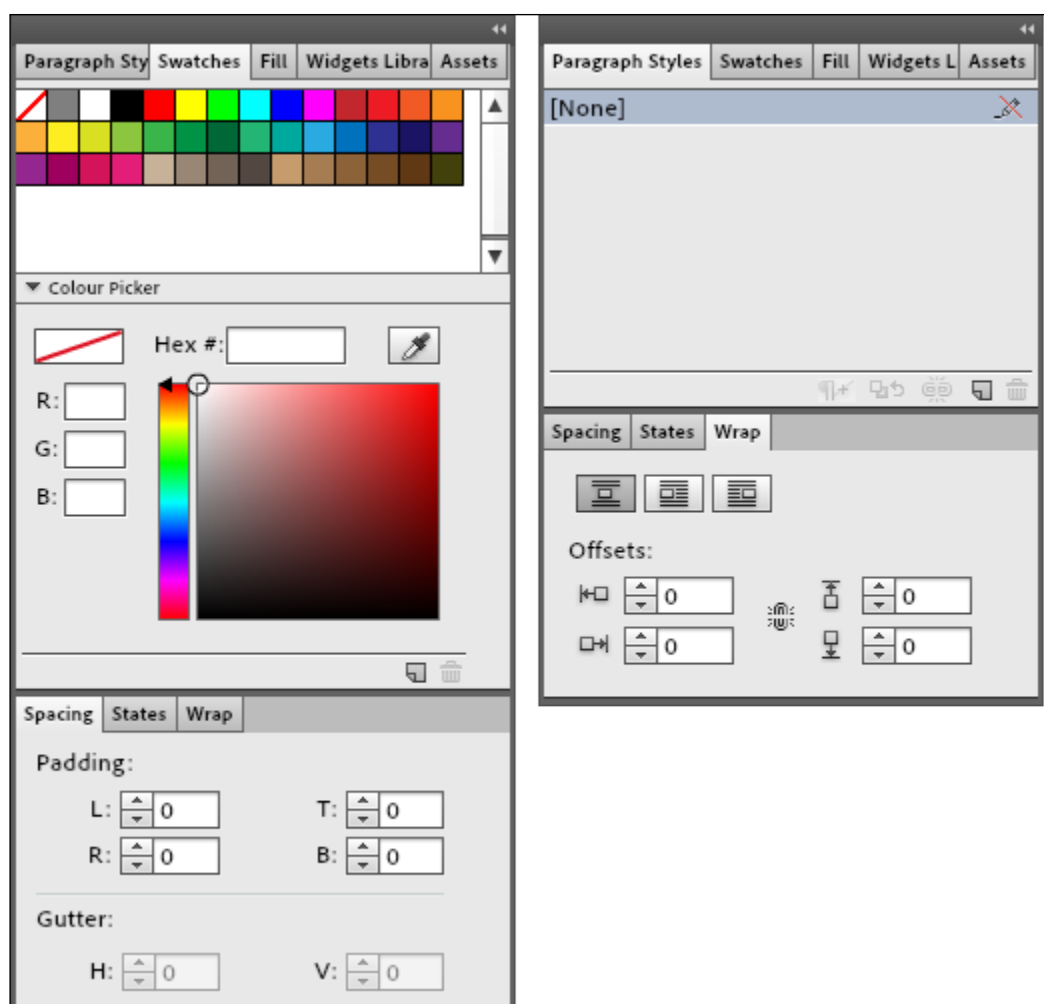 Paragraph Sty Swatches Fill Widgets Libra Assets
Colour Picker
Hex #:
R:
G:
B:
Spacing States Wrap
Padding:
L: 0 T: 0
R: 0 B: 0
Gutter:
H: 0 V: 0
Paragraph Styles Swatches Fill Widgets L Assets
[None]
Spacing States Wrap
Offsets:
0 0
0 0